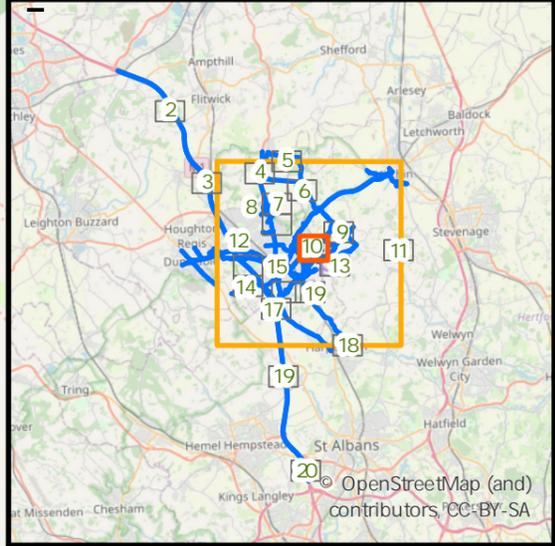 Shefford
Ampthill
Arlesey
Flitwick
[2]
Baldock
Letchworth
5
4
3
6
7
8
Leighton Buzzard
Houghton
Regis
9
Stevenage
12
10
[11]
15
13
14
19
17
Welwyn
18
Welwyn Garden
City
[19]
Tring
Hatfield
Hemel Hempstead
St Albans
[20]
© OpenStreetMap (and)
Kings Langley
Chesham
contributors, CC-BY-SA
at Missenden